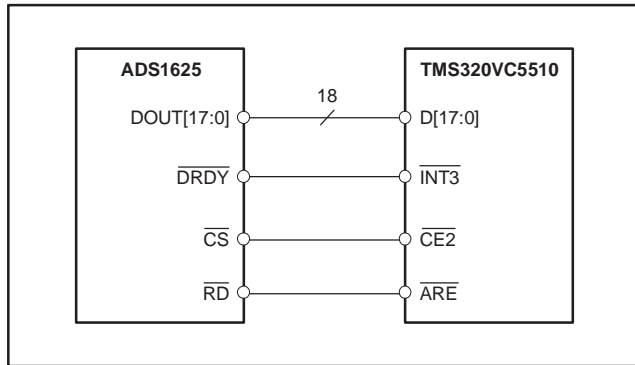 ADS1625 TMS320VC5510
18
DOUT[17:0] D[17:0]
DRDY INT3
CS CE2
RD ARE